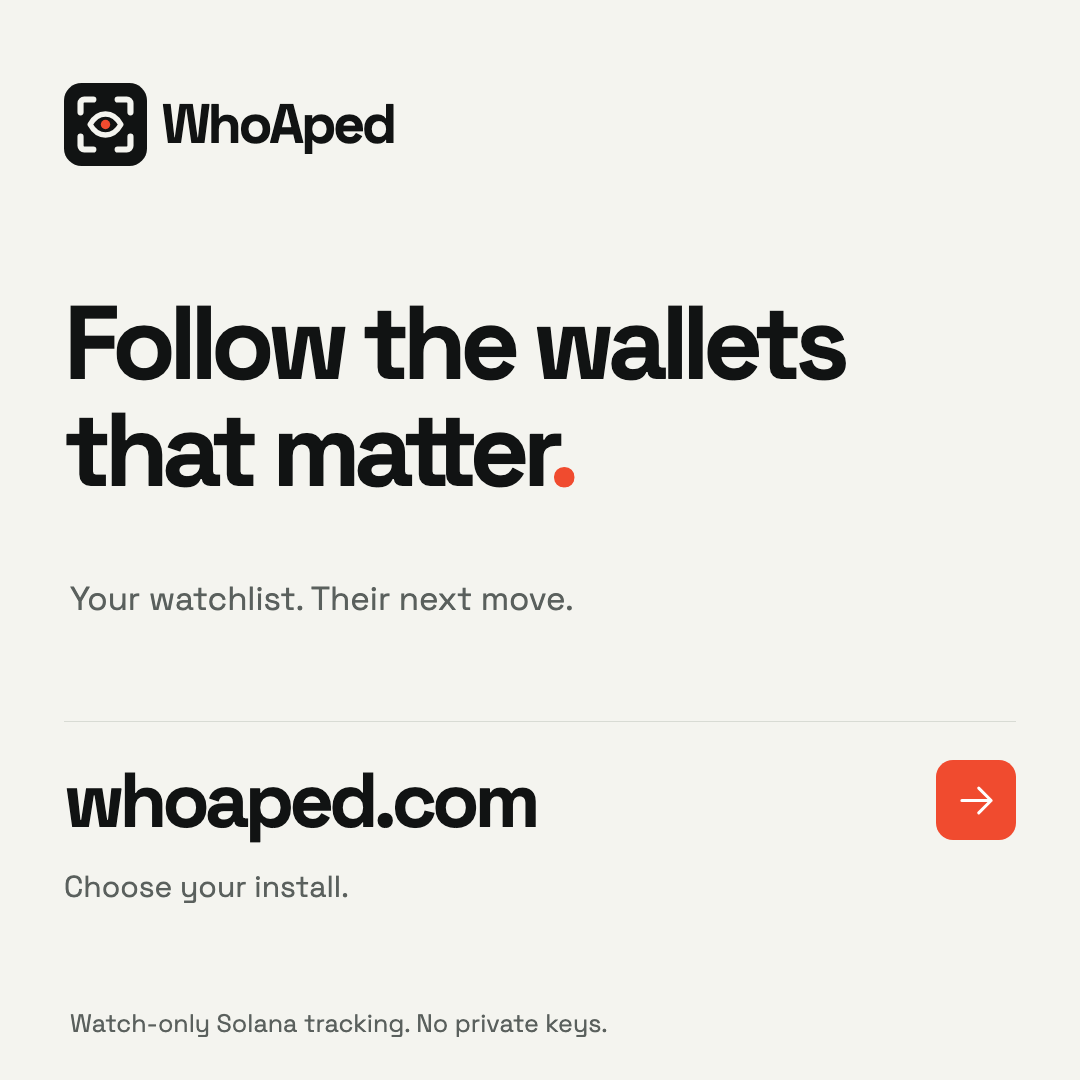 WhoAped
Follow the wallets
that matter.
Your watchlist. Their next move.
whoaped.com
Choose your install.
Watch-only Solana tracking. No private keys.